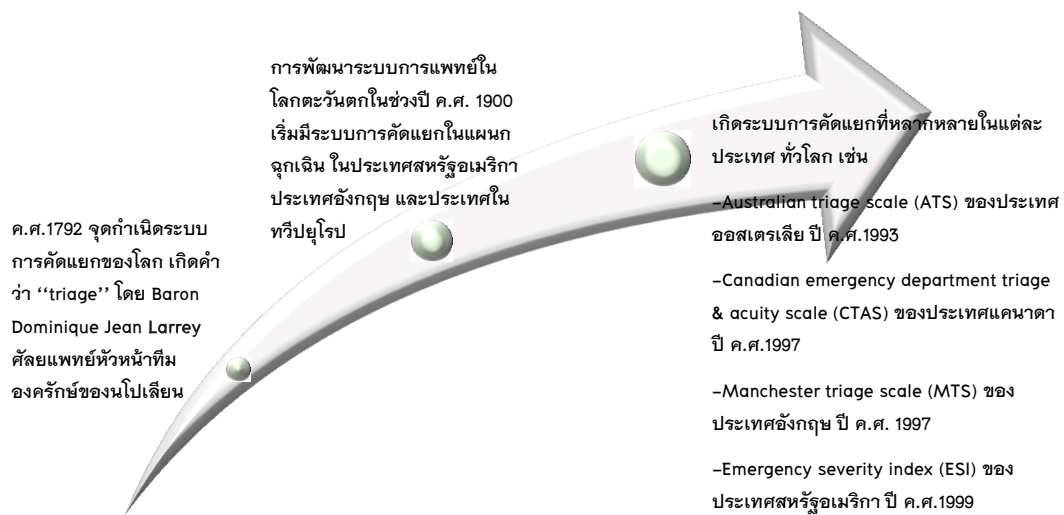 ค.ศ.1792 จุดกำเนิดระบบ
การคัดแยกของโลก เกิดคำ
ว่า ‘‘triage’’ โดย Baron
Dominique Jean Larrey
ศัลยแพทย์หัวหน้าทีม
องครักษ์ของนโปเลียน
การพัฒนาระบบการแพทย์ใน
โลกตะวันตกในช่วงปี ค.ศ. 1900
เริ่มมีระบบการคัดแยกในแผนก
ฉุกเฉิน ในประเทศสหรัฐอเมริกา
ประเทศอังกฤษ และประเทศใน
ทวีปยุโรป
เกิดระบบการคัดแยกที่หลากหลายในแต่ละ
ประเทศ ทั่วโลก เช่น
-Australian triage scale (ATS) ของประเทศ
ออสเตรเลีย ปี ค.ศ.1993
-Canadian emergency department triage
& acuity scale (CTAS) ของประเทศแคนาดา
ปี ค.ศ.1997
-Manchester triage scale (MTS) ของ
ประเทศอังกฤษ ปี ค.ศ. 1997
-Emergency severity index (ESI) ของ
ประเทศสหรัฐอเมริกา ปี ค.ศ.1999